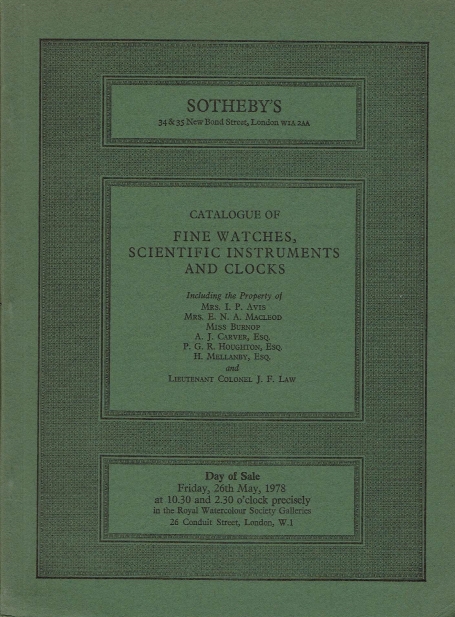 SOTHEBY'S
34 & 35 New Bond Street, London W1A 2AA
CATALOGUE OF
FINE WATCHES,
SCIENTIFIC INSTRUMENTS
AND CLOCKS
Including the Property of
MRS. I. P. AVIS
MRS. E. N. A. MACLEOD
MISS BURNOP
A. J. CARVER, ESQ.
P. G. R. HOUGHTON, ESQ.
H. MELLANBY, ESQ.
and
LIEUTENANT COLONEL J. F. LAW
Day of Sale
Friday, 26th May, 1978
at 10.30 and 2.30 o'clock precisely
in the Royal Watercolour Society Galleries
26 Conduit Street, London, W.1